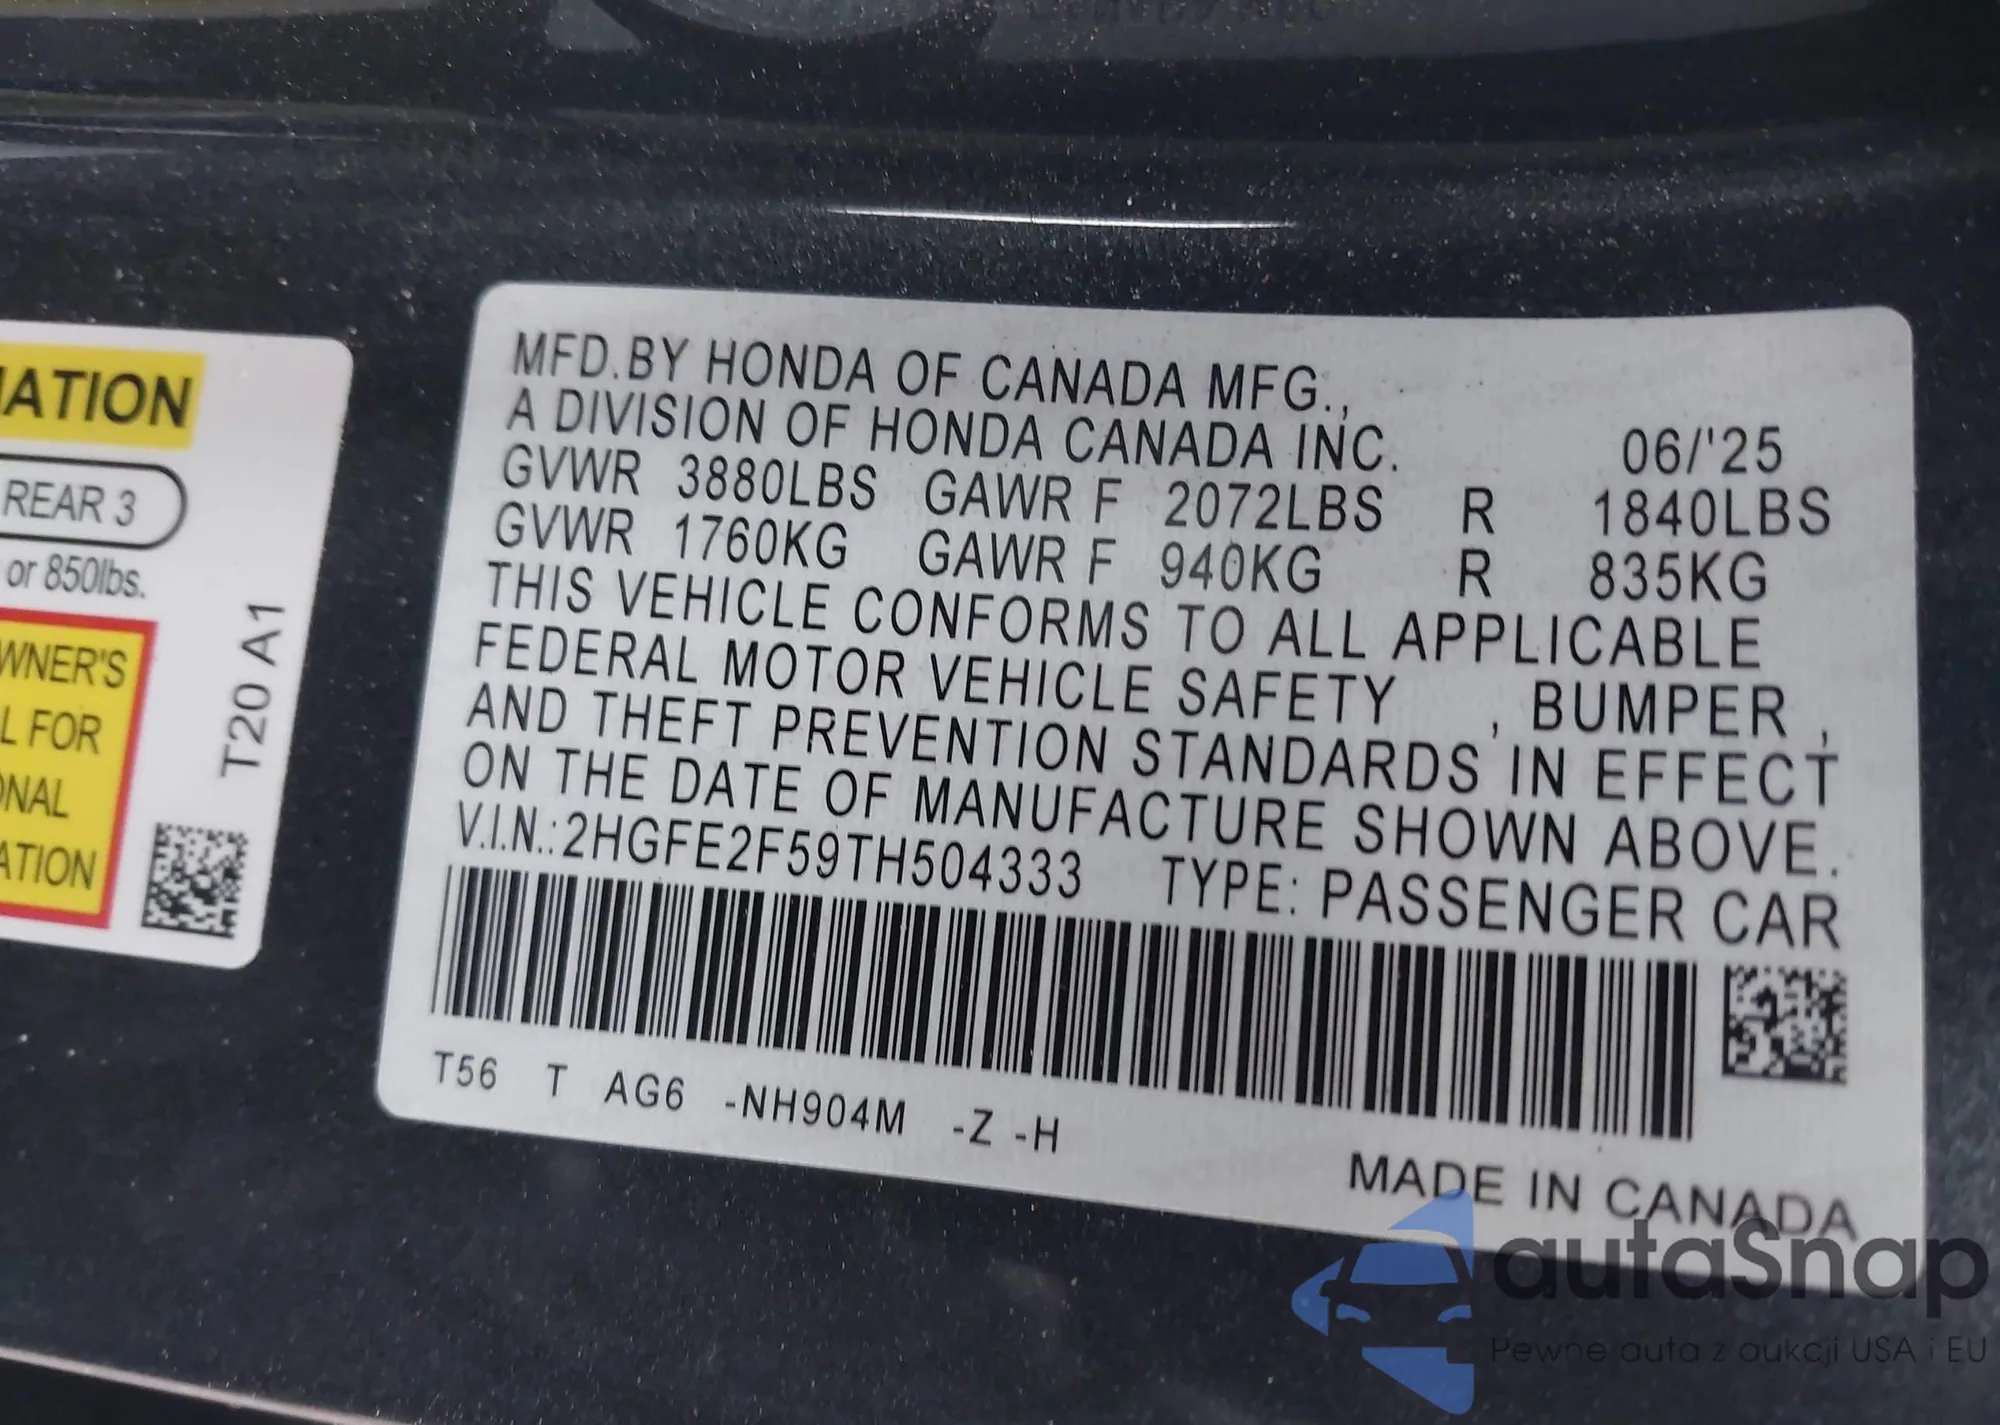 MATION
REAR 3
or 850lbs.
OWNER'S
L FOR
ONAL
ATION
T20 A1
MFD.BY HONDA OF CANADA MFG.,
A DIVISION OF HONDA CANADA INC. 06/'25
GVWR 3880LBS GAWR F 2072LBS R 1840LBS
GVWR 1760KG GAWR F 940KG R 835KG
THIS VEHICLE CONFORMS TO ALL APPLICABLE
FEDERAL MOTOR VEHICLE SAFETY , BUMPER ,
AND THEFT PREVENTION STANDARDS IN EFFECT
ON THE DATE OF MANUFACTURE SHOWN ABOVE.
V.I.N.:2HGFE2F59TH504333 TYPE: PASSENGER CAR
T56 T AG6 -NH904M -Z -H
MADE IN CANADA
autaSnap
Pewne auta z aukcji USA i EU